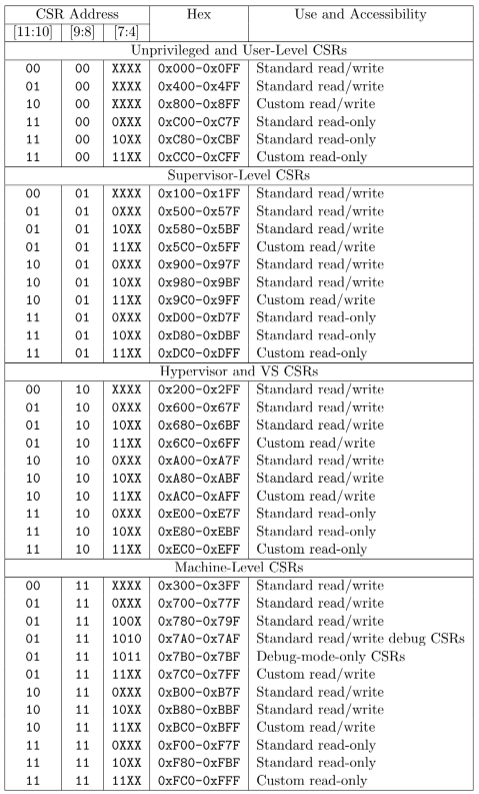 CSR Address Hex Use and Accessibility
[11:10] [9:8] [7:4]
Unprivileged and User-Level CSRs
00 00 XXXX 0x000-0x0FF Standard read/write
01 00 XXXX 0x400-0x4FF Standard read/write
10 00 XXXX 0x800-0x8FF Custom read/write
11 00 0XXX 0xC00-0xC7F Standard read-only
11 00 10XX 0xC80-0xCBF Standard read-only
11 00 11XX 0xCC0-0xCFF Custom read-only
Supervisor-Level CSRs
00 01 XXXX 0x100-0x1FF Standard read/write
01 01 0XXX 0x500-0x57F Standard read/write
01 01 10XX 0x580-0x5BF Standard read/write
01 01 11XX 0x5C0-0x5FF Custom read/write
10 01 0XXX 0x900-0x97F Standard read/write
10 01 10XX 0x980-0x9BF Standard read/write
10 01 11XX 0x9C0-0x9FF Custom read/write
11 01 0XXX 0xD00-0xD7F Standard read-only
11 01 10XX 0xD80-0xDBF Standard read-only
11 01 11XX 0xDC0-0xDFF Custom read-only
Hypervisor and VS CSRs
00 10 XXXX 0x200-0x2FF Standard read/write
01 10 0XXX 0x600-0x67F Standard read/write
01 10 10XX 0x680-0x6BF Standard read/write
01 10 11XX 0x6C0-0x6FF Custom read/write
10 10 0XXX 0xA00-0xA7F Standard read/write
10 10 10XX 0xA80-0xABF Standard read/write
10 10 11XX 0xAC0-0xAFF Custom read/write
11 10 0XXX 0xE00-0xE7F Standard read-only
11 10 10XX 0xE80-0xEBF Standard read-only
11 10 11XX 0xEC0-0xEFF Custom read-only
Machine-Level CSRs
00 11 XXXX 0x300-0x3FF Standard read/write
01 11 0XXX 0x700-0x77F Standard read/write
01 11 100X 0x780-0x79F Standard read/write
01 11 1010 0x7A0-0x7AF Standard read/write debug CSRs
01 11 1011 0x7B0-0x7BF Debug-mode-only CSRs
01 11 11XX 0x7C0-0x7FF Custom read/write
10 11 0XXX 0xB00-0xB7F Standard read/write
10 11 10XX 0xB80-0xBBF Standard read/write
10 11 11XX 0xBC0-0xBFF Custom read/write
11 11 0XXX 0xF00-0xF7F Standard read-only
11 11 10XX 0xF80-0xFBF Standard read-only
11 11 11XX 0xFC0-0xFFF Custom read-only